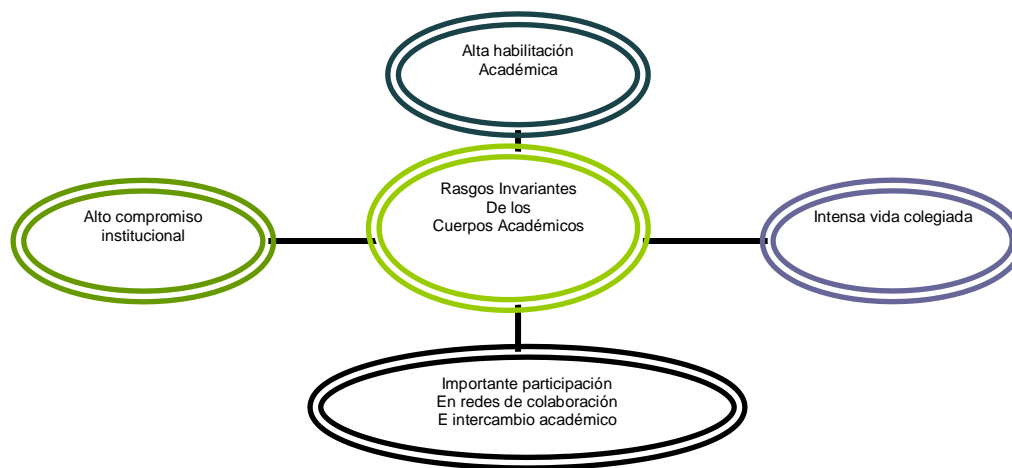 Alta habilitación
Académica
Rasgos Invariantes
De los
Cuerpos Académicos
Alto compromiso
institucional
Intensa vida colegiada
Importante participación
En redes de colaboración
E intercambio académico